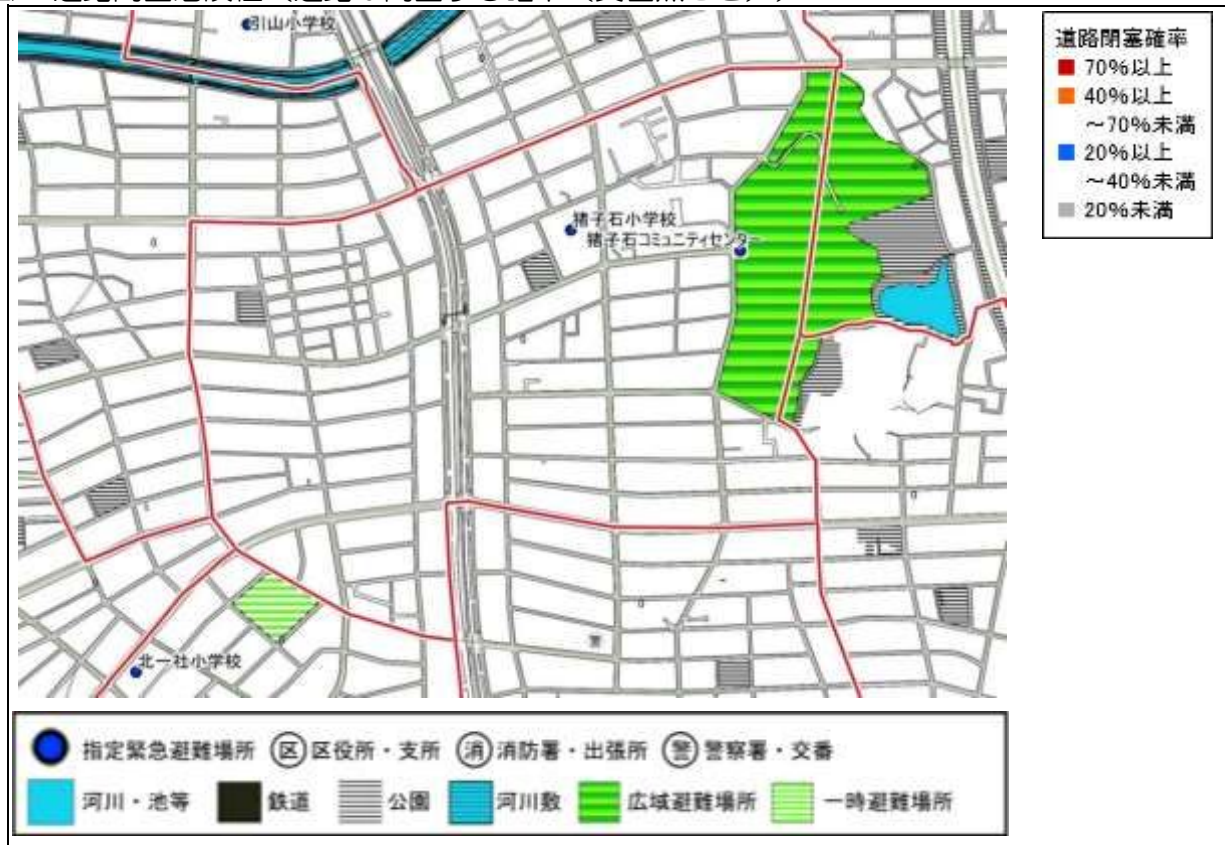 道路閉塞確率
70%以上
40%以上
～70%未満
20%以上
～40%未満
20%未満
引山小学校
猪子石小学校
猪子石コミュニティセンター
北一社小学校
指定緊急避難場所 区 区役所・支所 消 消防署・出張所 警 警察署・交番
河川・池等 鉄道 公園 河川敷 広域避難場所 一時避難場所